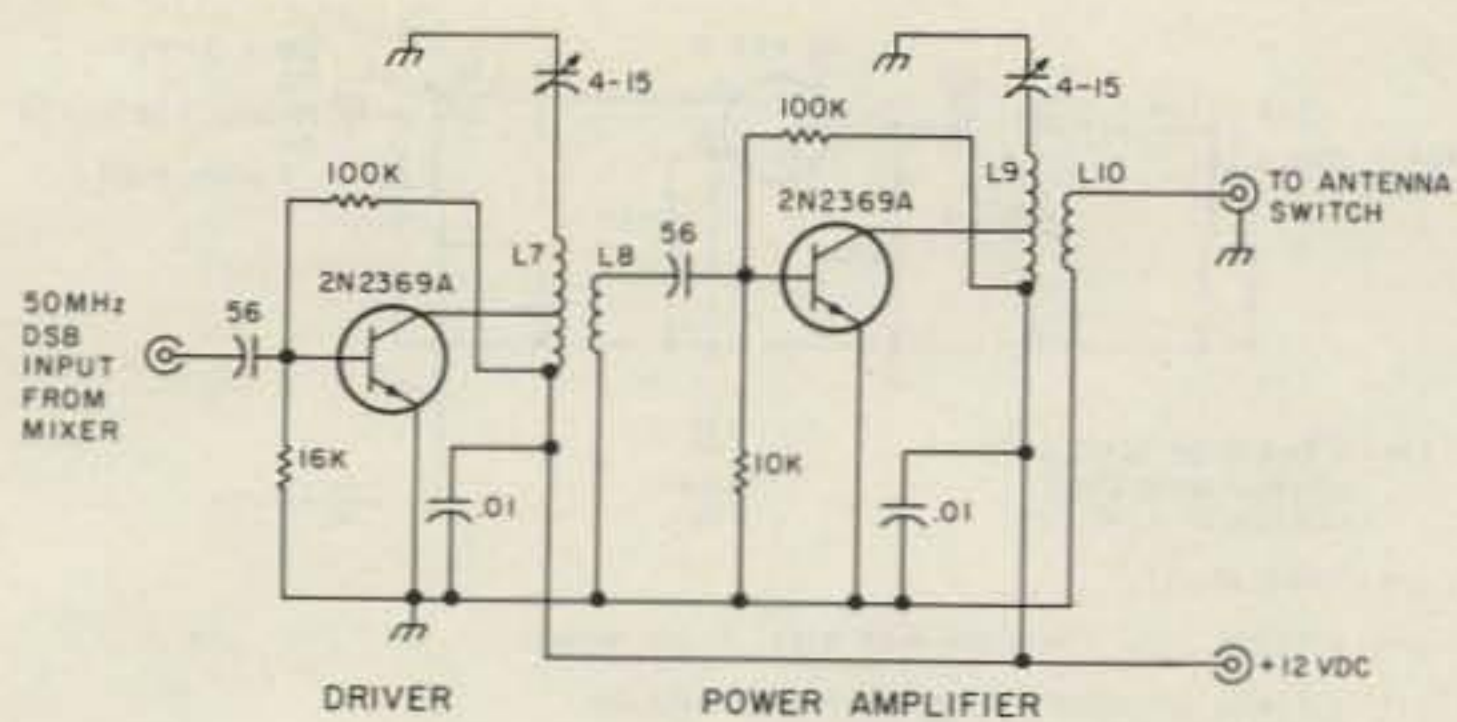 4-15
4-15
100K
100K
L9
L10
TO ANTENNA
SWITCH
2N2369A
56
L7
L8
2N2369A
50MHz
DSB
INPUT
FROM
MIXER
56
16K
.01
10K
.01
+12 VDC
DRIVER
POWER AMPLIFIER